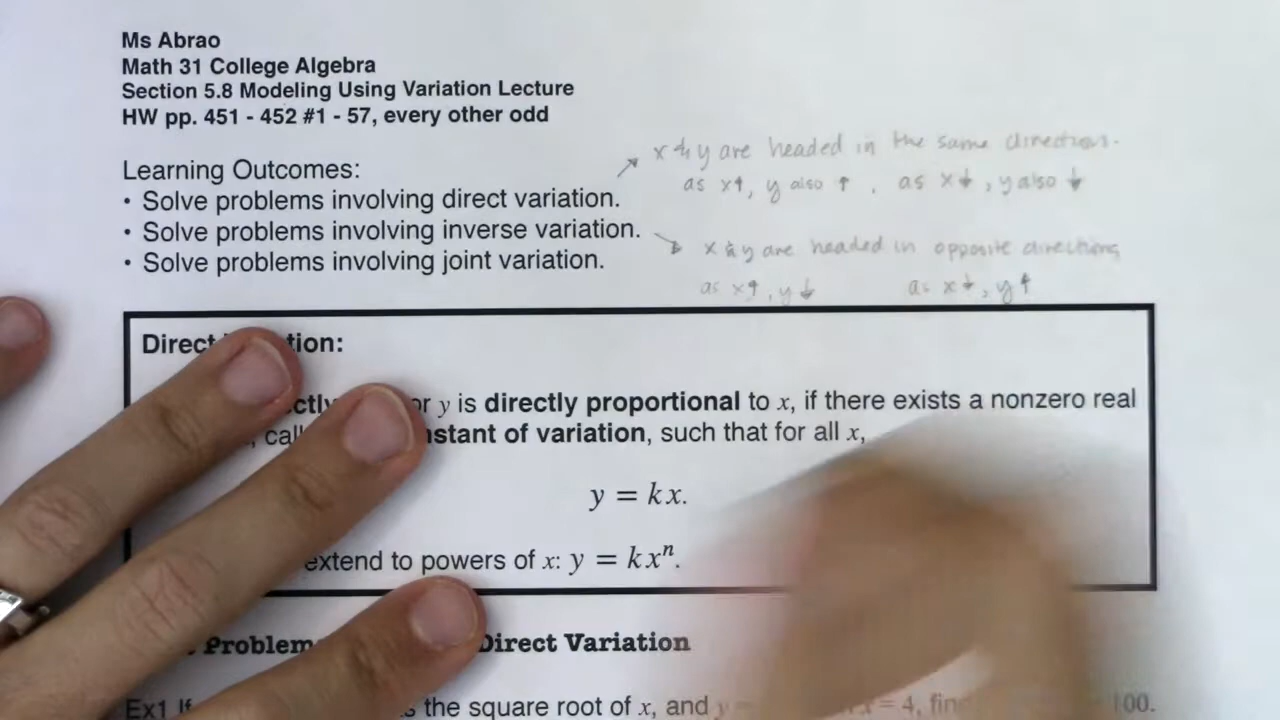 Ms Abrao
Math 31 College Algebra
Section 5.8 Modeling Using Variation Lecture
HW pp. 451 - 452 #1 - 57, every other odd
x & y are headed in the same directions.
Learning Outcomes:
as x↑, y also ↑, as x↓, y also ↓
• Solve problems involving direct variation.
• Solve problems involving inverse variation.
x & y are headed in opposite directions
• Solve problems involving joint variation.
as x↑, y↓ as x↓, y↑
Direct
y is directly proportional to x, if there exists a nonzero real
of variation, such that for all x,
y = kx.
extend to powers of x: y = kxⁿ.
Direct Variation
Ex1 If the square root of x, and y = 4, 100.